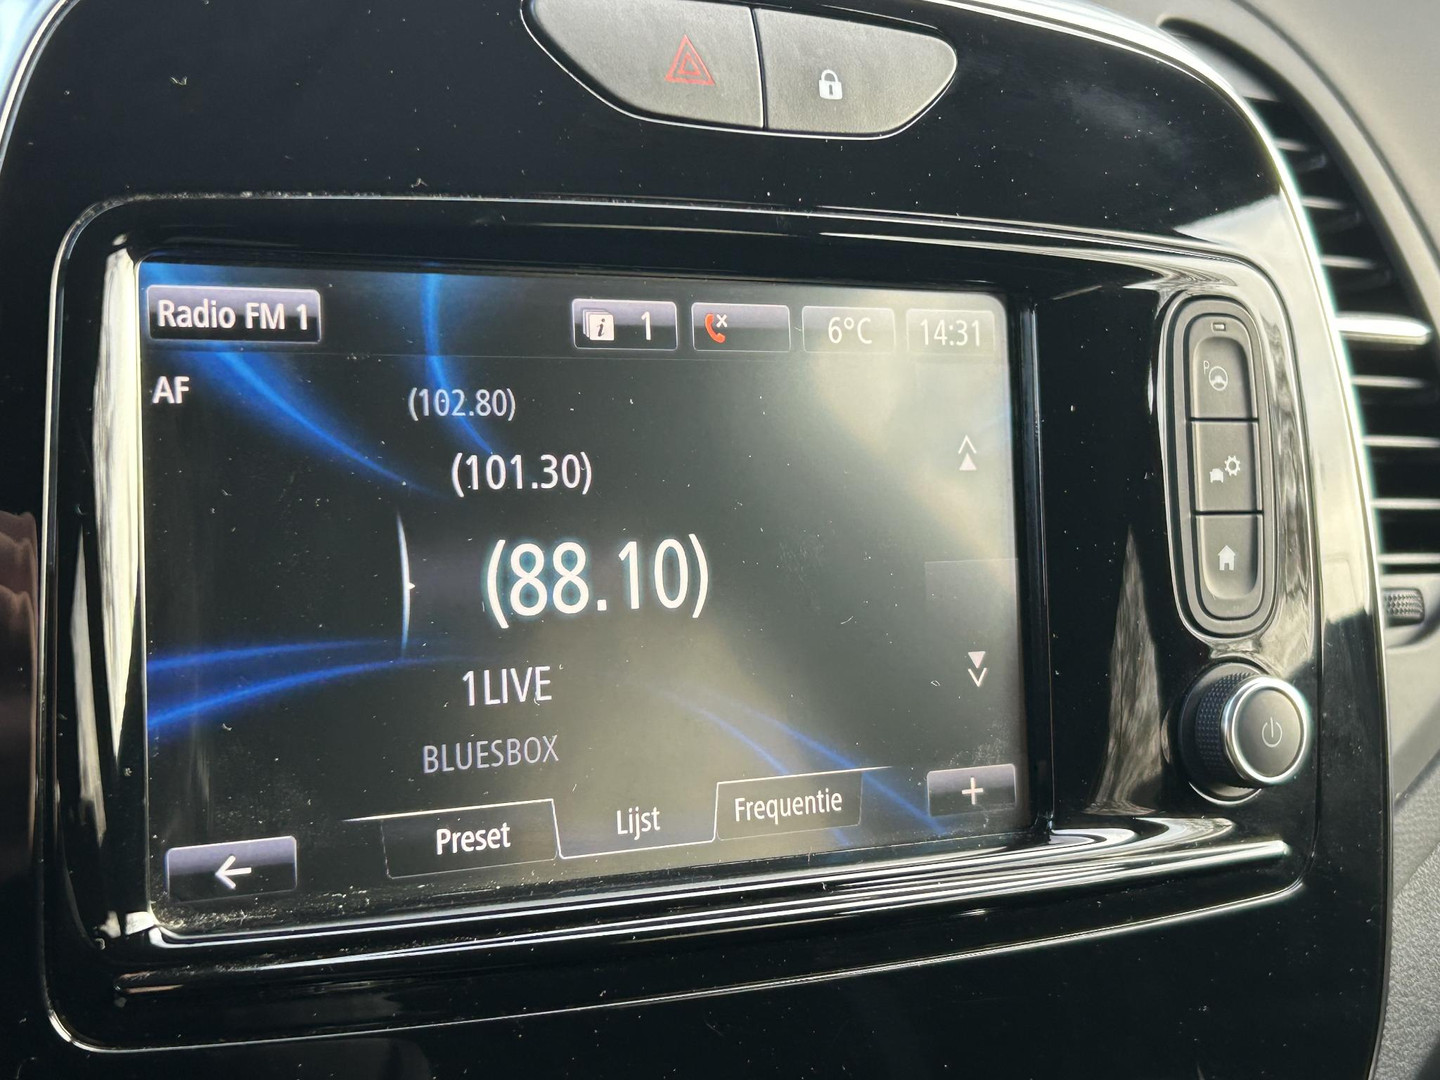 Radio FM 1
i 1
6°C
14:31
AF
(102.80)
(101.30)
(88.10)
1LIVE
BLUESBOX
Preset
Lijst
Frequentie
+
P